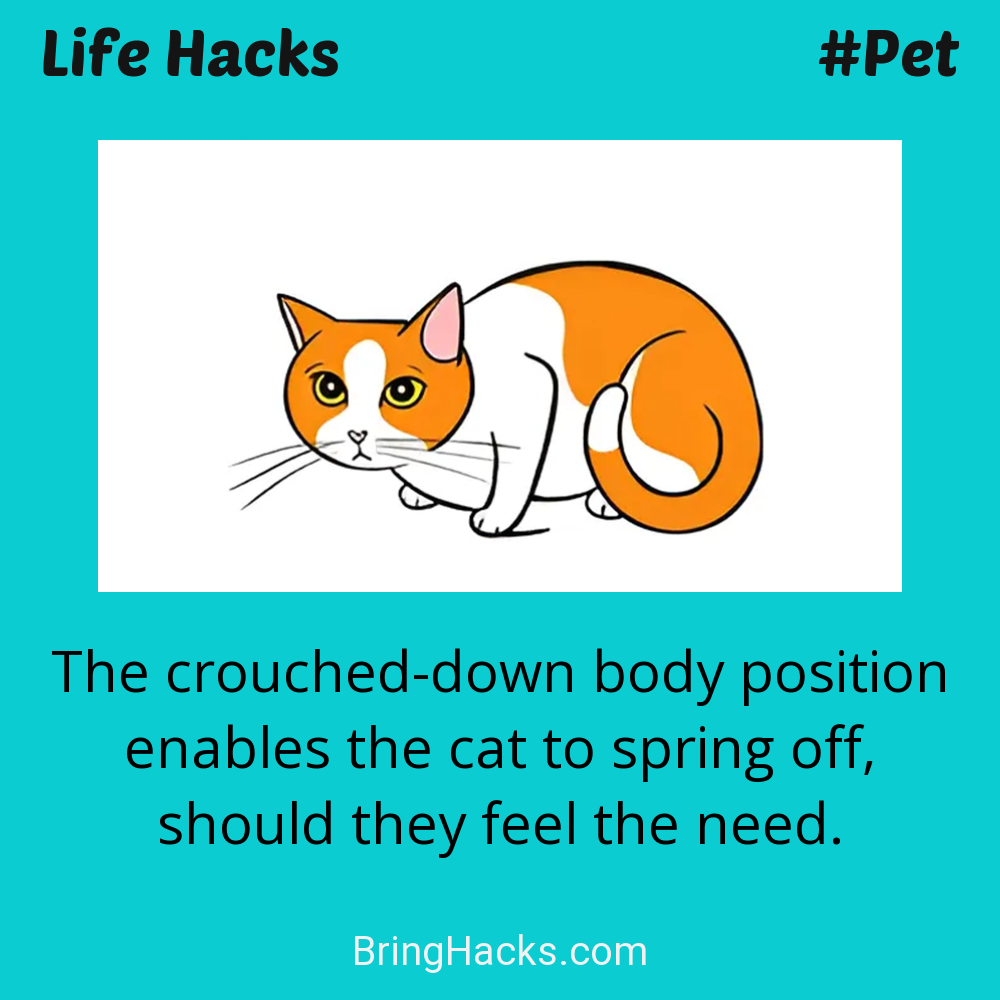 Life Hacks
#Pet
The crouched-down body position
enables the cat to spring off,
should they feel the need.
BringHacks.com